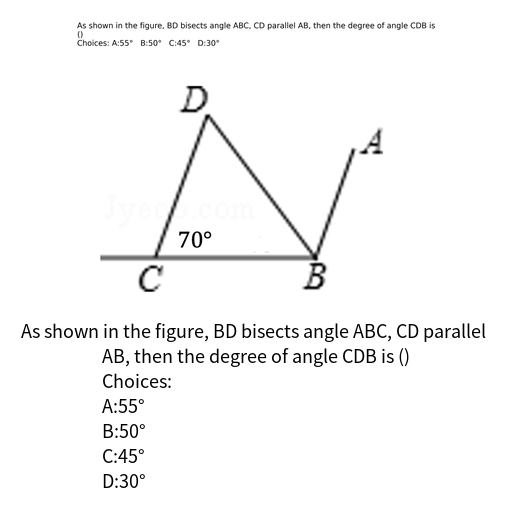 As shown in the figure, BD bisects angle ABC, CD parallel AB, then the degree of angle CDB is
()
Choices: A:55° B:50° C:45° D:30°
D
A
Jyeoo.com
70°
C
B
As shown in the figure, BD bisects angle ABC, CD parallel
AB, then the degree of angle CDB is ()
Choices:
A:55°
B:50°
C:45°
D:30°